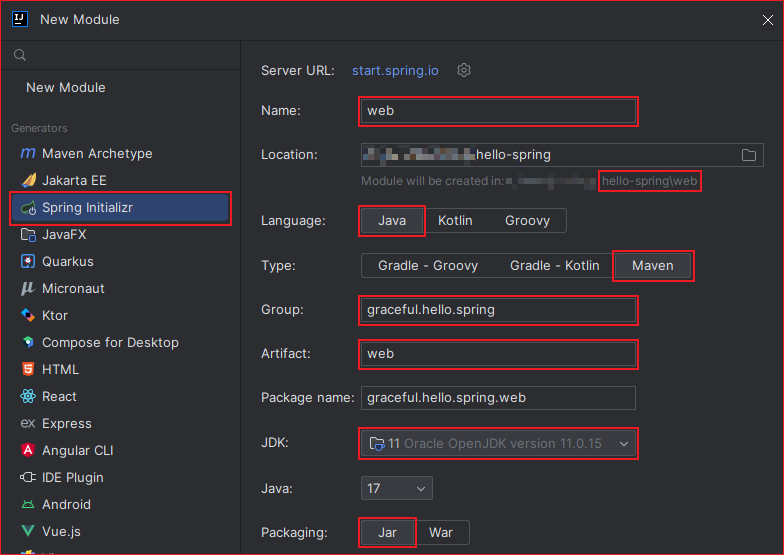 New Module
Server URL: start.spring.io
New Module
Name: web
Generators
Location: hello-spring
Module will be created in: hello-spring\web
Maven Archetype
Jakarta EE
Spring Initializr
JavaFX
Quarkus
Micronaut
Ktor
Compose for Desktop
HTML
React
Express
Angular CLI
IDE Plugin
Android
Vue.js
Language: Java Kotlin Groovy
Type: Gradle - Groovy Gradle - Kotlin Maven
Group: graceful.hello.spring
Artifact: web
Package name: graceful.hello.spring.web
JDK: 11 Oracle OpenJDK version 11.0.15
Java: 17
Packaging: Jar War